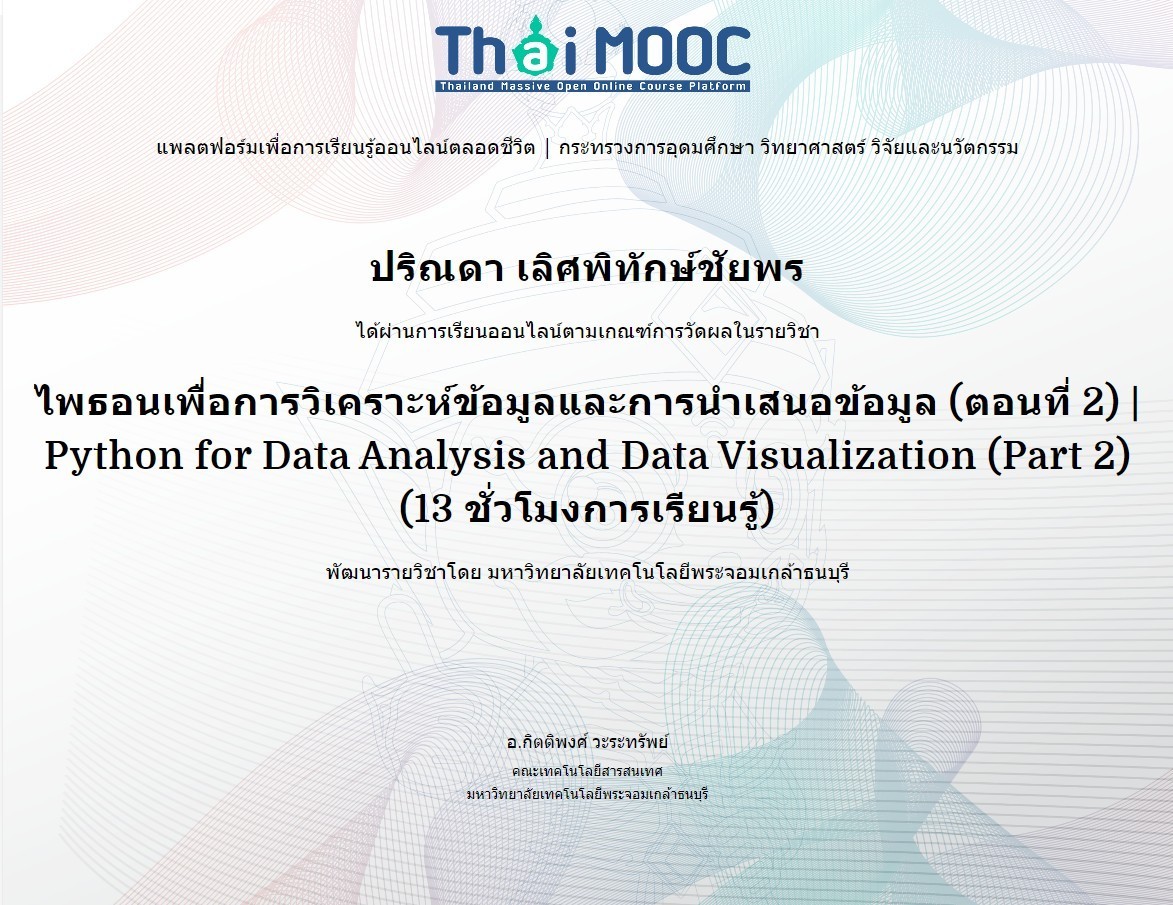 Thai MOOC
Thailand Massive Open Online Course Platform
แพลตฟอร์มเพื่อการเรียนรู้ออนไลน์ตลอดชีวิต | กระทรวงการอุดมศึกษา วิทยาศาสตร์ วิจัยและนวัตกรรม
ปริณดา เลิศพิทักษ์ชัยพร
ได้ผ่านการเรียนออนไลน์ตามเกณฑ์การวัดผลในรายวิชา
ไพธอนเพื่อการวิเคราะห์ข้อมูลและการนำเสนอข้อมูล (ตอนที่ 2) |
Python for Data Analysis and Data Visualization (Part 2)
(13 ชั่วโมงการเรียนรู้)
พัฒนารายวิชาโดย มหาวิทยาลัยเทคโนโลยีพระจอมเกล้าธนบุรี
อ.กิตติพงศ์ วะระทรัพย์
คณะเทคโนโลยีสารสนเทศ
มหาวิทยาลัยเทคโนโลยีพระจอมเกล้าธนบุรี